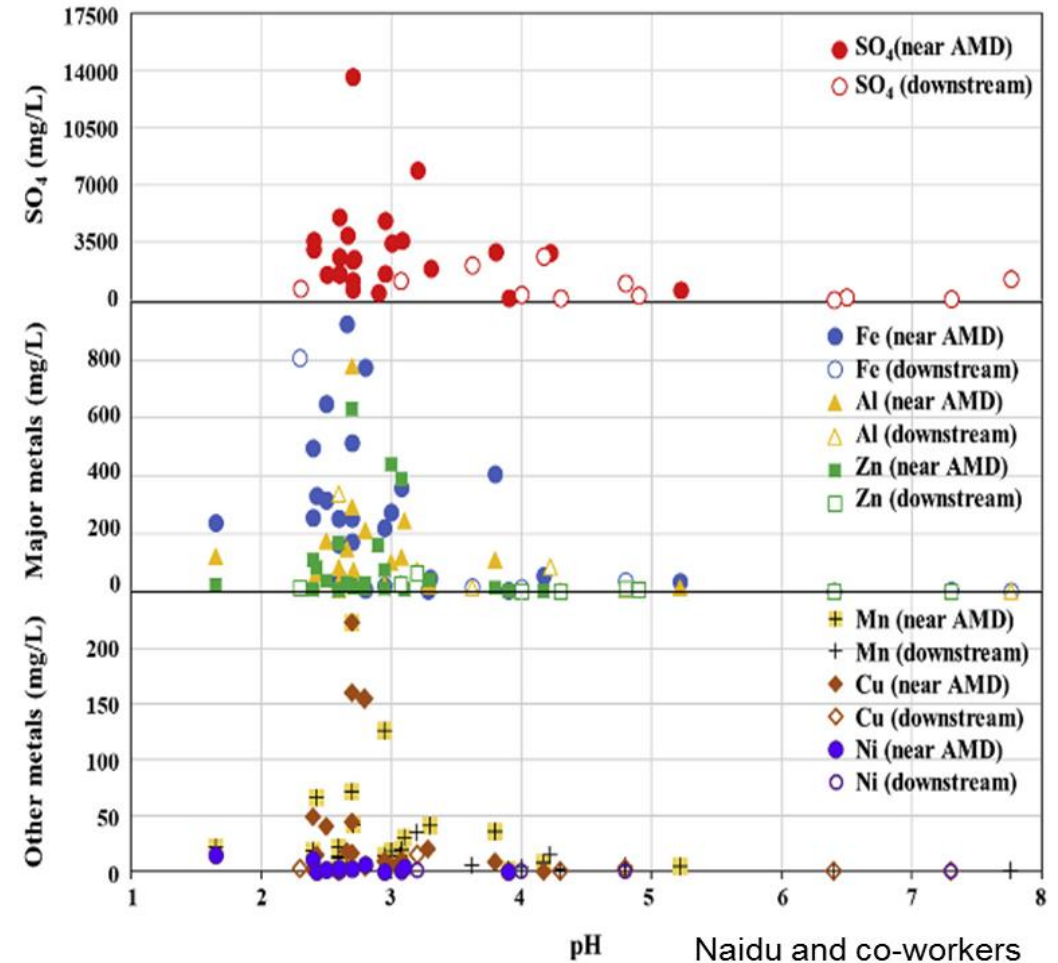 17500
14000
10500
7000
3500
0
SO4 (mg/L)
SO4(near AMD)
SO4 (downstream)
800
600
400
200
0
Major metals (mg/L)
Fe (near AMD)
Fe (downstream)
Al (near AMD)
Al (downstream)
Zn (near AMD)
Zn (downstream)
200
150
100
50
0
Other metals (mg/L)
Mn (near AMD)
Mn (downstream)
Cu (near AMD)
Cu (downstream)
Ni (near AMD)
Ni (downstream)
1 2 3 4 5 6 7 8
pH
Naidu and co-workers